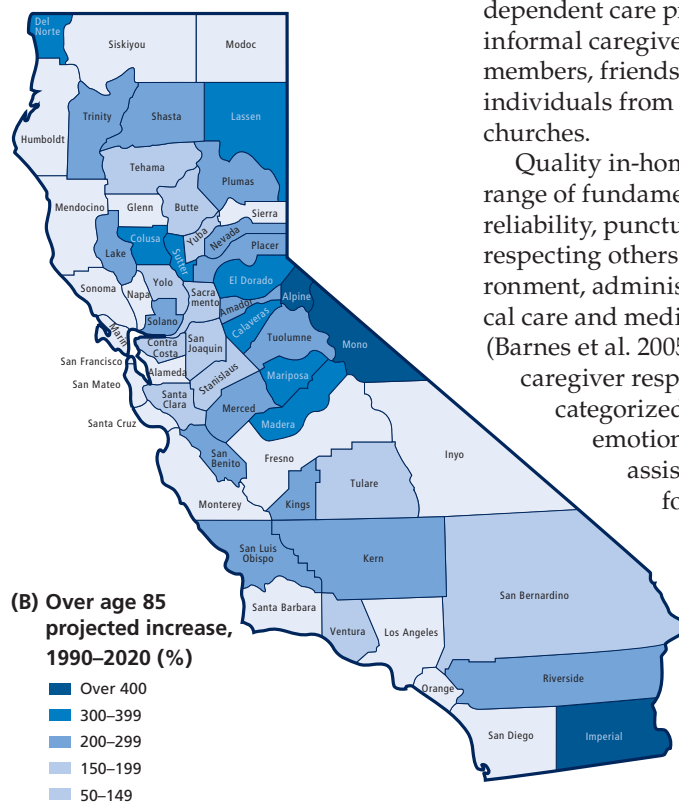 Del
Norte
Siskiyou
Modoc
Trinity
Shasta
Lassen
Humboldt
Tehama
Plumas
Mendocino
Glenn
Butte
Sierra
Yuba
Nevada
Placer
Lake
Colusa
Sutter
Sonoma
Napa
Yolo
Sacra
mento
El Dorado
Alpine
Amador
Solano
Marin
Calaveras
Contra
Costa
San
Joaquin
Tuolumne
Mono
San Francisco
Alameda
Stanislaus
San Mateo
Santa
Clara
Mariposa
Santa Cruz
Merced
Madera
San
Benito
Fresno
Inyo
Monterey
Kings
Tulare
San Luis
Obispo
Kern
San Bernardino
Santa Barbara
Ventura
Los Angeles
Orange
Riverside
San Diego
Imperial
(B) Over age 85
projected increase,
1990–2020 (%)
Over 400
300–399
200–299
150–199
50–149
dependent care p
informal caregive
members, friends
individuals from
churches.
Quality in-hom
range of fundame
reliability, punctu
respecting others
ronment, adminis
cal care and medi
(Barnes et al. 2005
caregiver resp
categorized
emotion
assis
fo